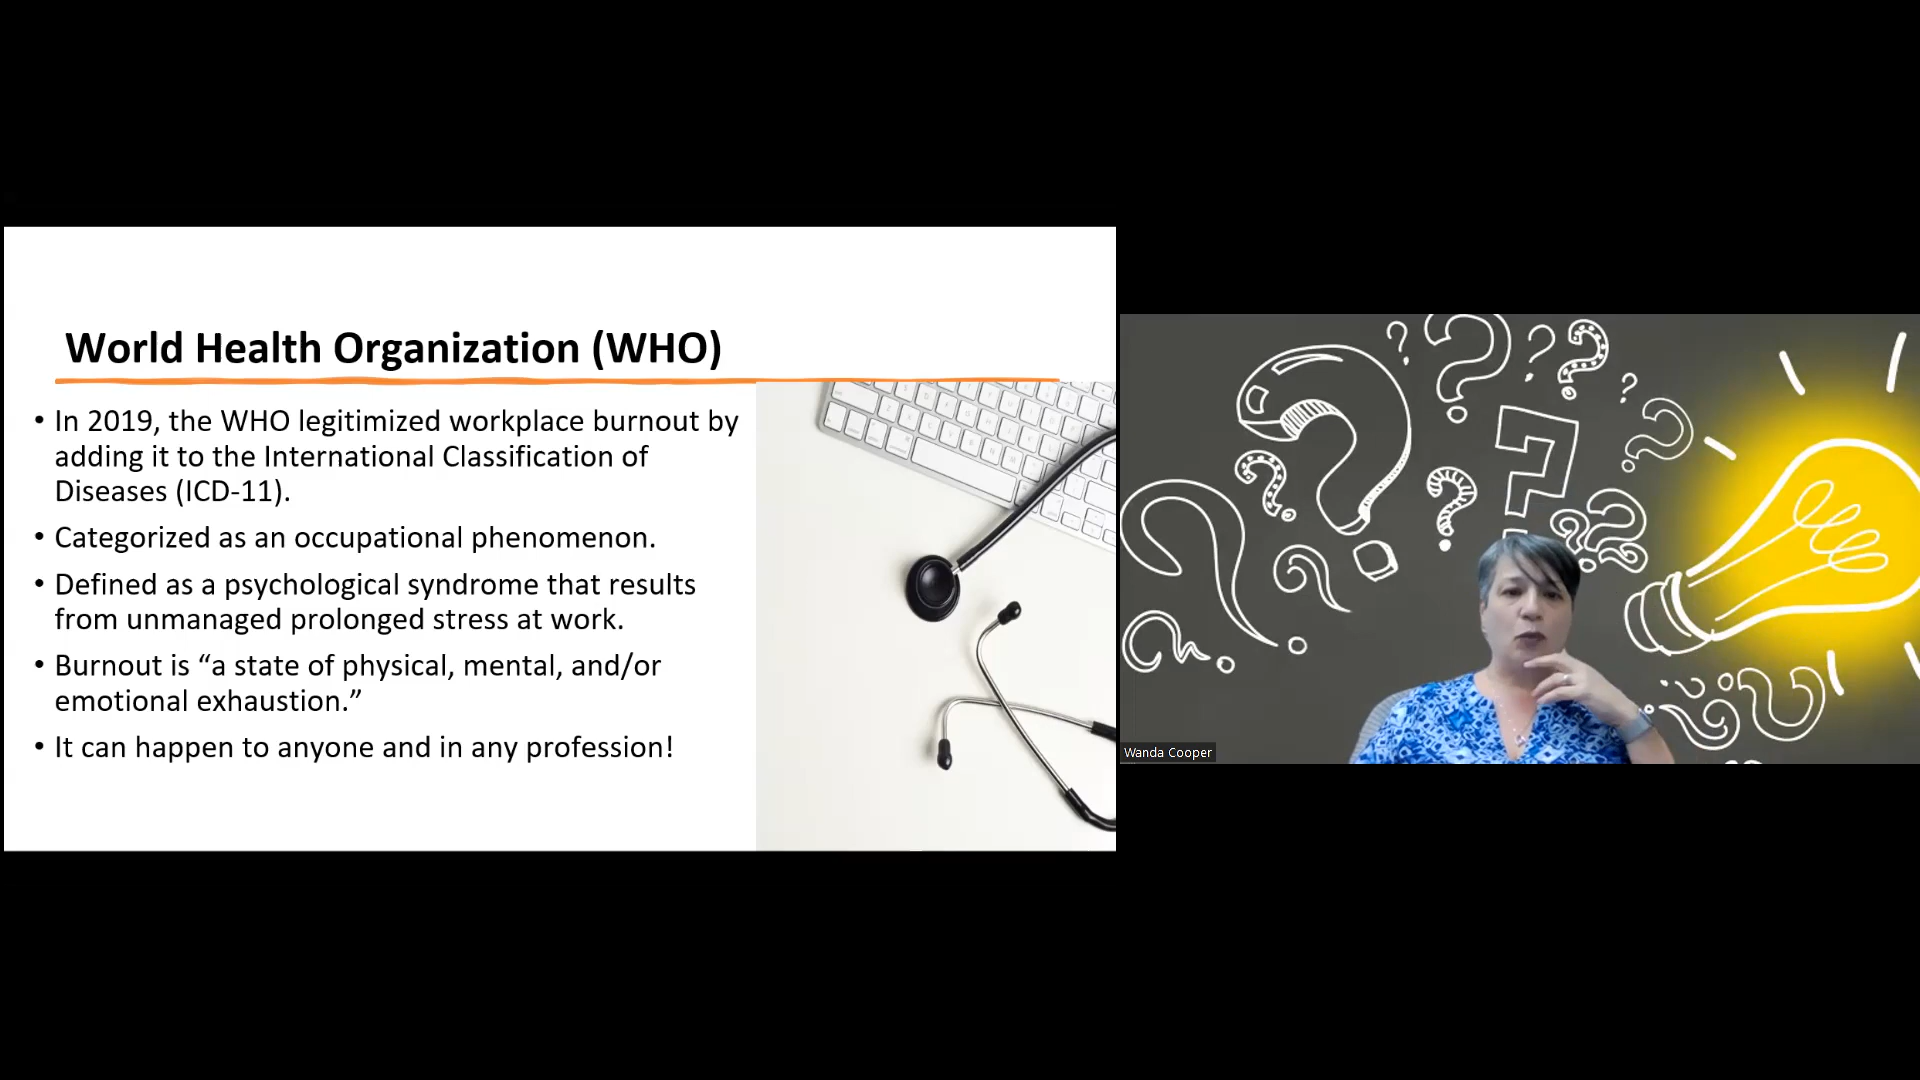 World Health Organization (WHO)
• In 2019, the WHO legitimized workplace burnout by
adding it to the International Classification of
Diseases (ICD-11).
• Categorized as an occupational phenomenon.
• Defined as a psychological syndrome that results
from unmanaged prolonged stress at work.
• Burnout is “a state of physical, mental, and/or
emotional exhaustion.”
• It can happen to anyone and in any profession!
Wanda Cooper